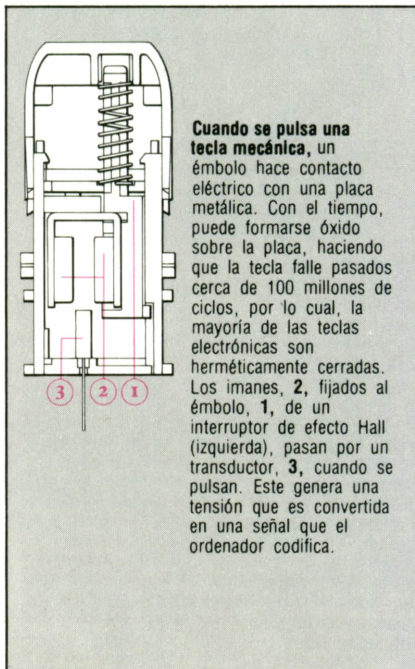 Cuando se pulsa una
tecla mecánica, un
émbolo hace contacto
eléctrico con una placa
metálica. Con el tiempo,
puede formarse óxido
sobre la placa, haciendo
que la tecla falle pasados
cerca de 100 millones de
ciclos, por lo cual, la
mayoría de las teclas
electrónicas son
herméticamente cerradas.
Los imanes, 2, fijados al
émbolo, 1, de un
interruptor de efecto Hall
(izquierda), pasan por un
transductor, 3, cuando se
pulsan. Este genera una
tensión que es convertida
en una señal que el
ordenador codifica.
3 2 1